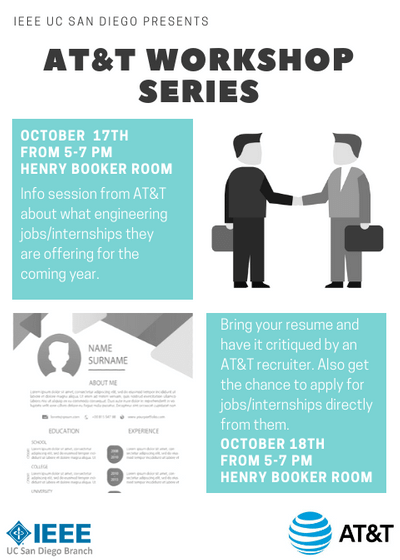 IEEE UC SAN DIEGO PRESENTS
AT&T WORKSHOP
SERIES
OCTOBER 17TH
FROM 5-7 PM
HENRY BOOKER ROOM
Info session from AT&T
about what engineering
jobs/internships they
are offering for the
coming year.
NAME
SURNAME
ABOUT ME
EDUCATION
EXPERIENCE
SCHOOL
COLLEGE
UNIVERSITY
Bring your resume and
have it critiqued by an
AT&T recruiter. Also get
the chance to apply for
jobs/internships directly
from them.
OCTOBER 18TH
FROM 5-7 PM
HENRY BOOKER ROOM
IEEE
UC San Diego Branch
AT&T